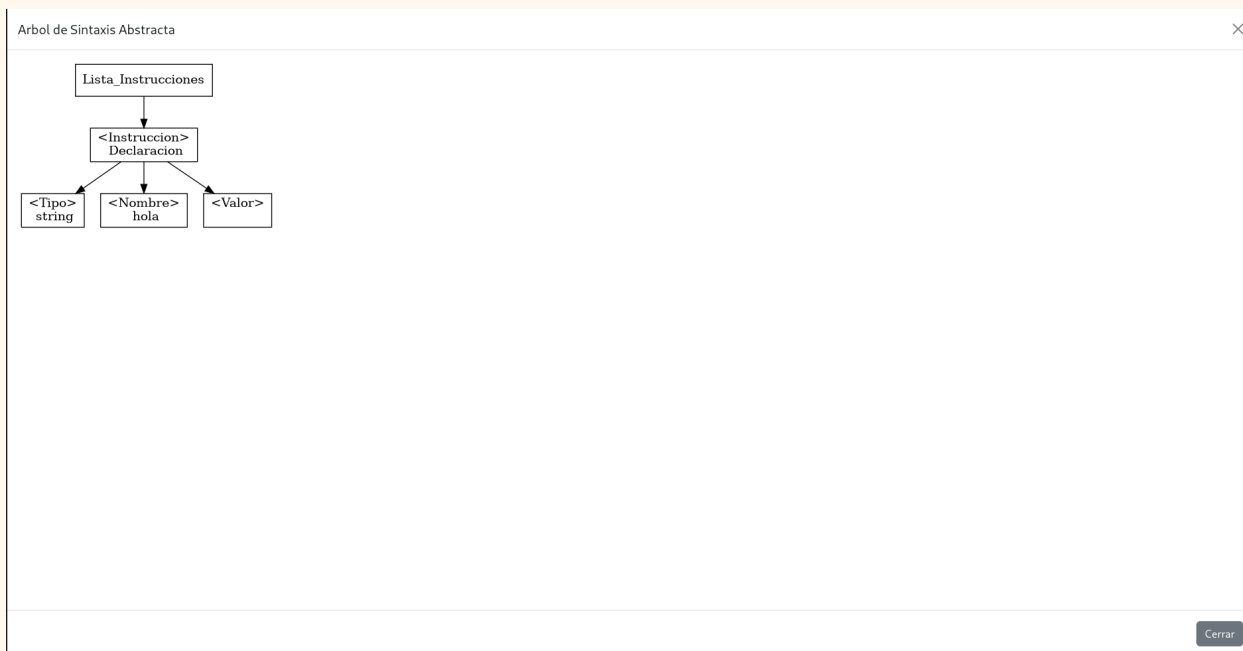 Arbol de Sintaxis Abstracta
Lista_Instrucciones
<Instruccion>
Declaracion
<Tipo>
string
<Nombre>
hola
<Valor>
Cerrar